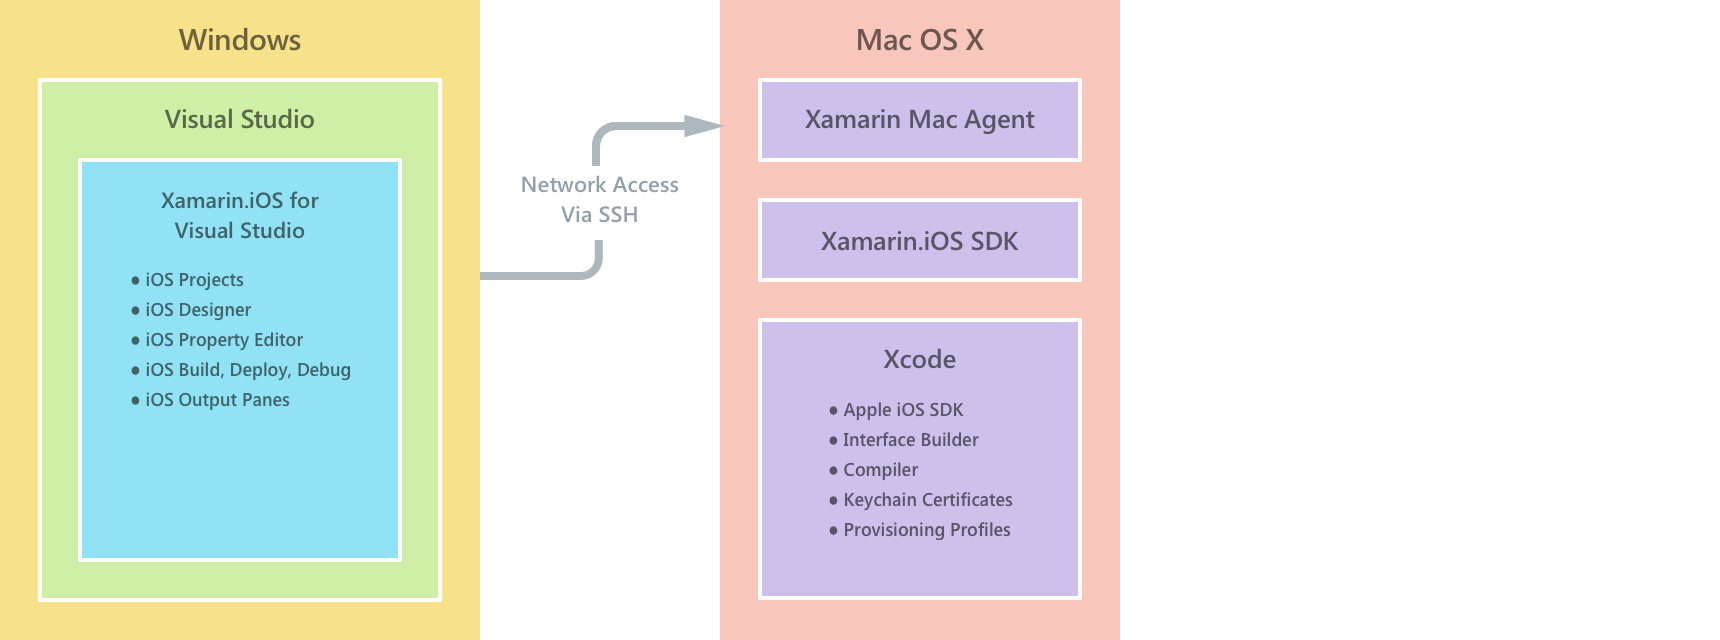 Windows
Visual Studio
Xamarin.iOS for
Visual Studio
● iOS Projects
● iOS Designer
● iOS Property Editor
● iOS Build, Deploy, Debug
● iOS Output Panes
Network Access
Via SSH
Mac OS X
Xamarin Mac Agent
Xamarin.iOS SDK
Xcode
● Apple iOS SDK
● Interface Builder
● Compiler
● Keychain Certificates
● Provisioning Profiles